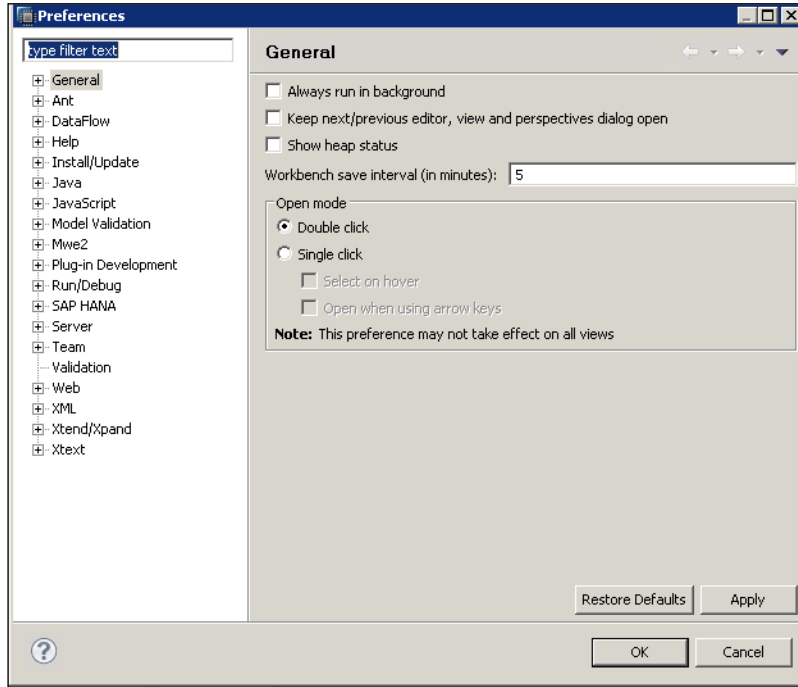 Preferences
type filter text
General
Ant
DataFlow
Help
Install/Update
Java
JavaScript
Model Validation
Mwe2
Plug-in Development
Run/Debug
SAP HANA
Server
Team
Validation
Web
XML
Xtend/Xpand
Xtext
General
Always run in background
Keep next/previous editor, view and perspectives dialog open
Show heap status
Workbench save interval (in minutes): 5
Open mode
Double click
Single click
Select on hover
Open when using arrow keys
Note: This preference may not take effect on all views
Restore Defaults Apply
? OK Cancel